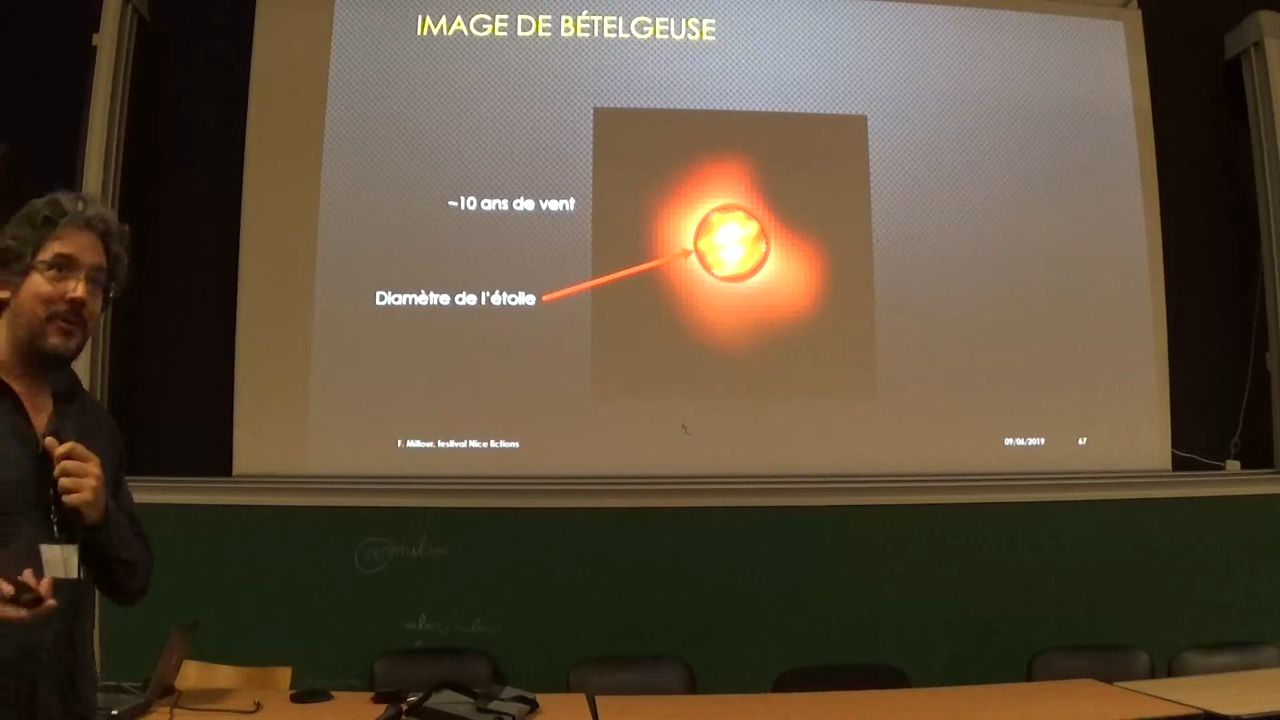 IMAGE DE BÉTELGEUSE
~10 ans de vent
Diamètre de l'étoile
F. Millour, festival Nice fictions
09/06/2019
67